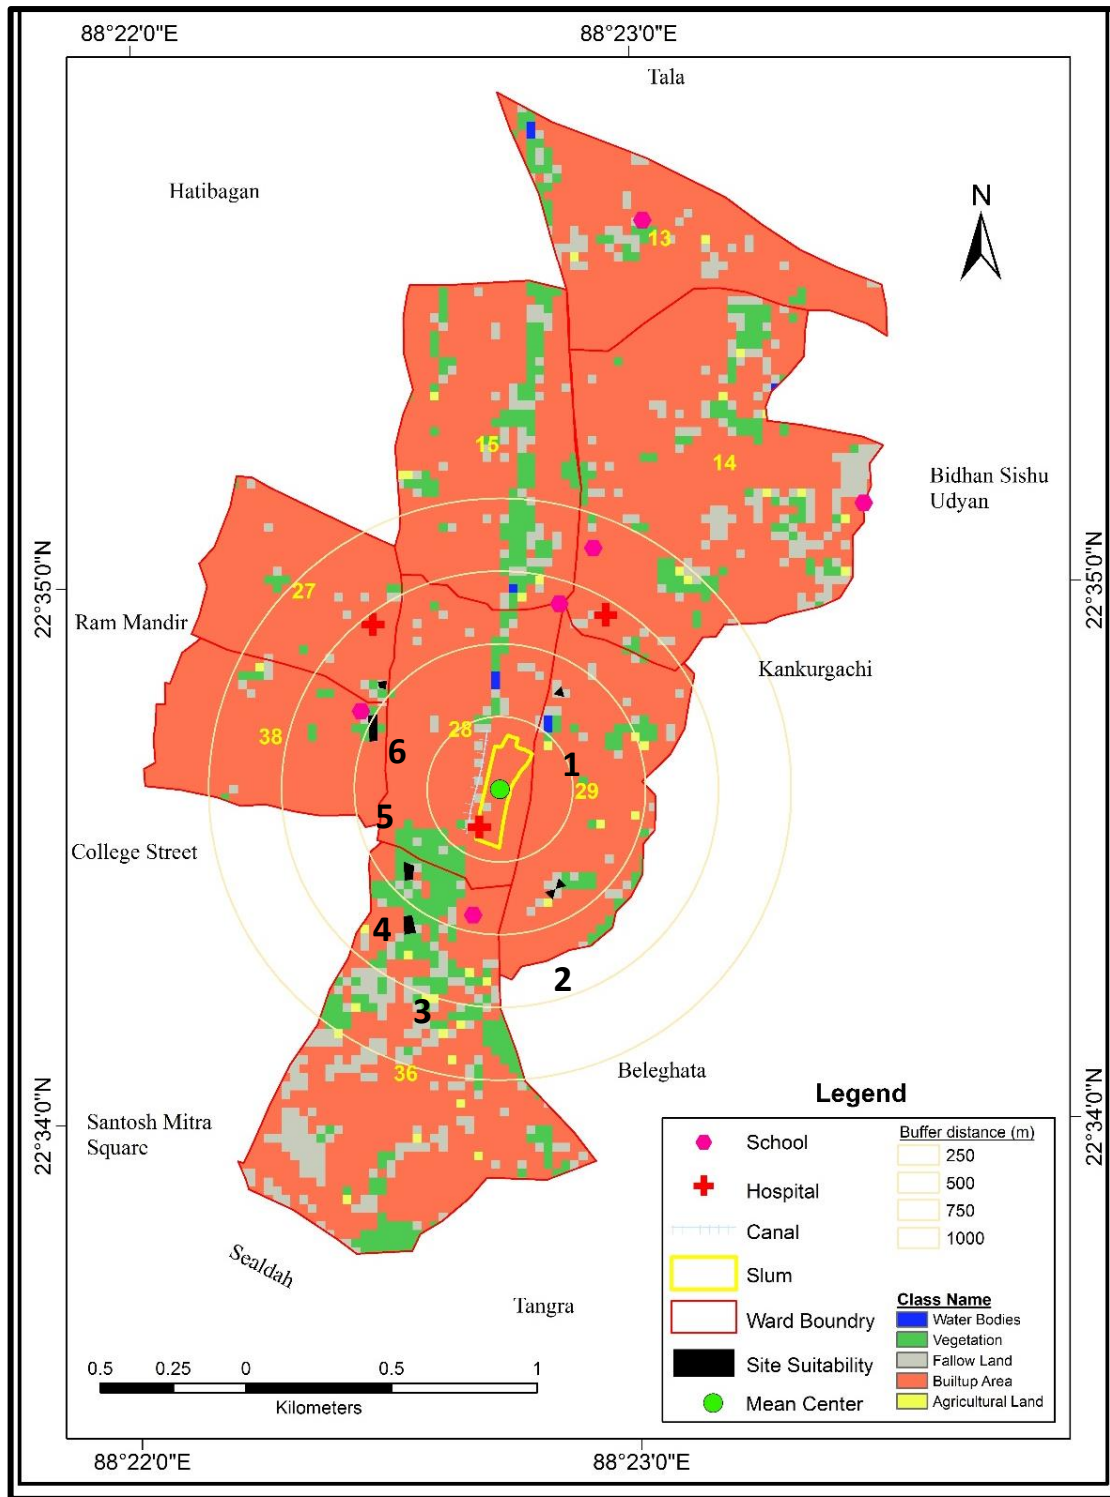 88°22'0"E
88°23'0"E
Tala
Hatibagan
N
13
15
14
Bidhan Sishu
Udyan
22°35'0"N
22°35'0"N
27
Ram Mandir
Kankurgachi
28
38
6
1
29
5
College Street
4
2
3
36
Beleghata
22°34'0"N
22°34'0"N
Santosh Mitra
Square
Sealdah
Tangra
0.5
0.25
0
0.5
1
Kilometers
Legend
School
Hospital
Canal
Slum
Ward Boundry
Site Suitability
Mean Center
Buffer distance (m)
250
500
750
1000
Class Name
Water Bodies
Vegetation
Fallow Land
Builtup Area
Agricultural Land
88°22'0"E
88°23'0"E